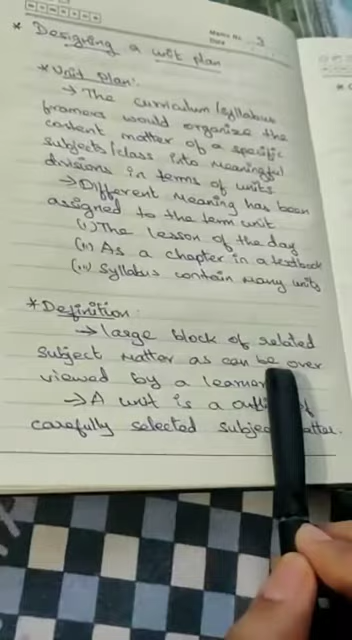 3
* Designing a unit plan
* Unit Plan:
→ The curriculum/syllabus
framers would organize the
content matter of a specific
subjects/class into meaningful
divisions in terms of units
→ Different meaning has been
assigned to the term unit
(i) The lesson of the day
(ii) As a chapter in a textbook
(iii) Syllabus contain many units
* Definition:
→ large block of related
subject matter as can be over
viewed by a learner
→ A unit is a of
carefully selected subject matter.